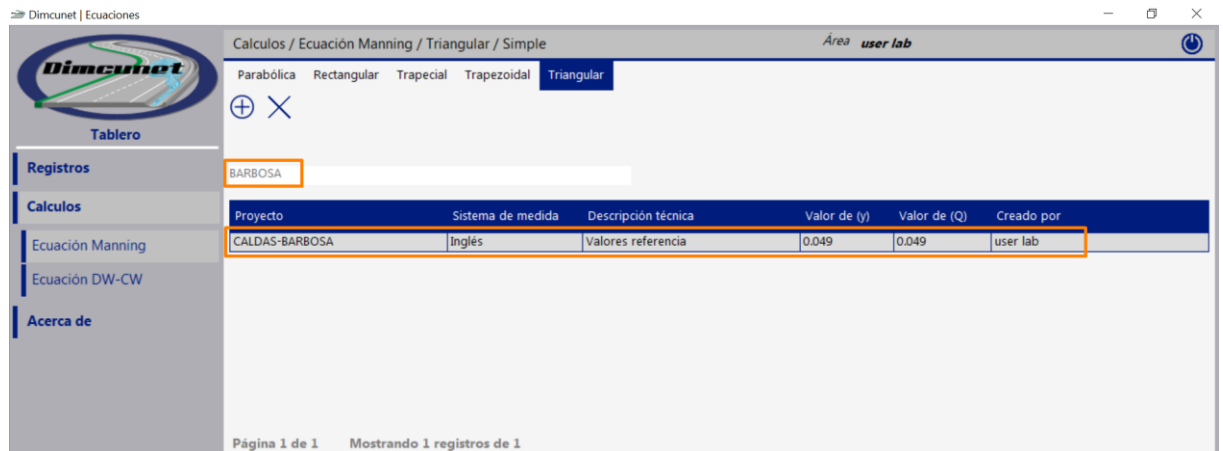 Dimcunet | Ecuaciones
Dimcunet
Calculos / Ecuación Manning / Triangular / Simple
Área user lab
Parabólica Rectangular Trapecial Trapezoidal Triangular
Tablero
Registros
Calculos
Ecuación Manning
Ecuación DW-CW
Acerca de
BARBOSA
Proyecto Sistema de medida Descripción técnica Valor de (y) Valor de (Q) Creado por
CALDAS-BARBOSA Inglés Valores referencia 0.049 0.049 user lab
Página 1 de 1 Mostrando 1 registros de 1